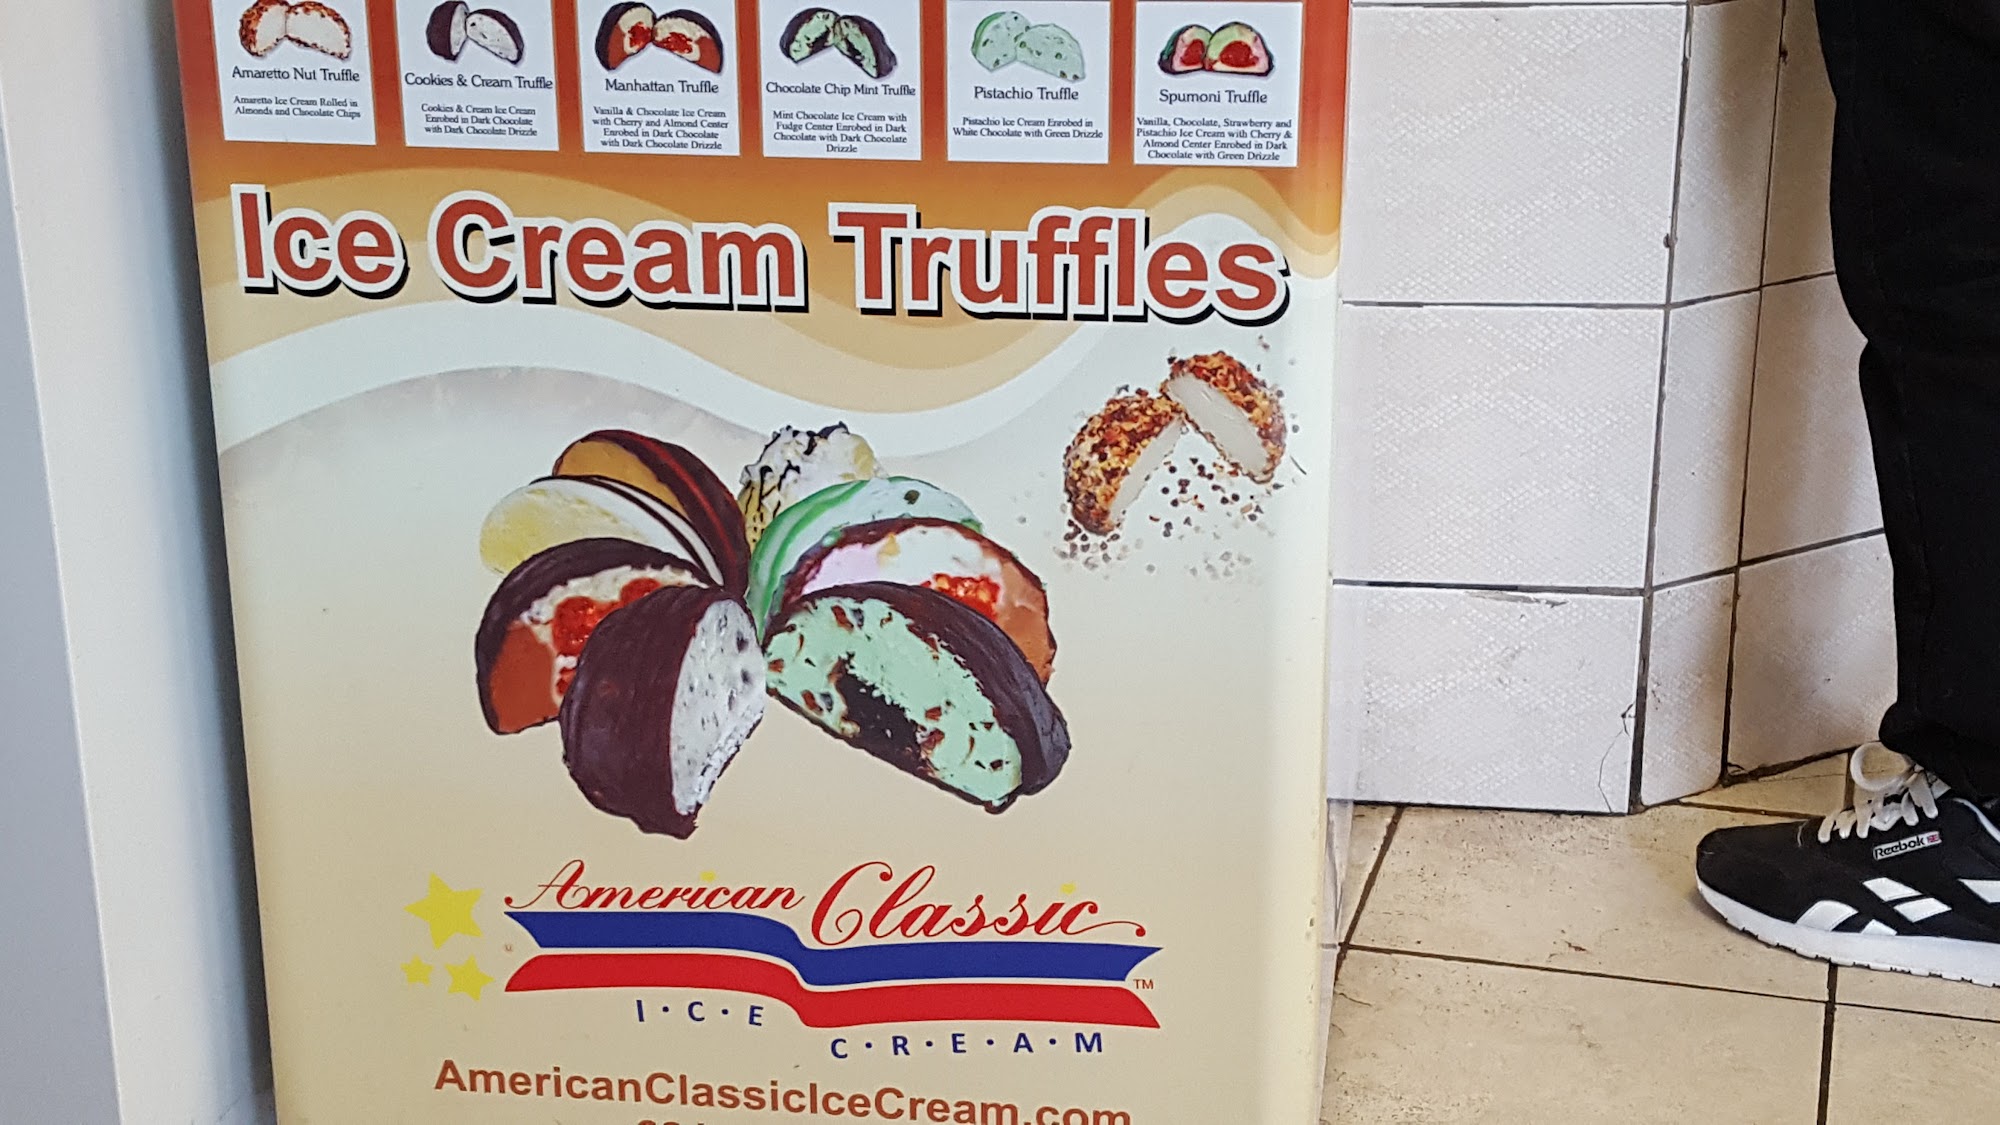 Amaretto Nut Truffle
Amaretto Ice Cream Rolled in
Almonds and Chocolate Chips
Cookies & Cream Truffle
Cookies & Cream Ice Cream
Enrobed in Dark Chocolate
with Dark Chocolate Drizzle
Manhattan Truffle
Vanilla & Chocolate Ice Cream
with Cherry and Almond Center
Enrobed in Dark Chocolate
with Dark Chocolate Drizzle
Chocolate Chip Mint Truffle
Mint Chocolate Ice Cream with
Fudge Center Enrobed in Dark
Chocolate with Dark Chocolate
Drizzle
Pistachio Truffle
Pistachio Ice Cream Enrobed in
White Chocolate with Green Drizzle
Spumoni Truffle
Vanilla, Chocolate, Strawberry and
Pistachio Ice Cream with Cherry &
Almond Center Enrobed in Dark
Chocolate with Green Drizzle
Ice Cream Truffles
American Classic
TM
I·C·E
C·R·E·A·M
AmericanClassicIceCream.com
Reebok